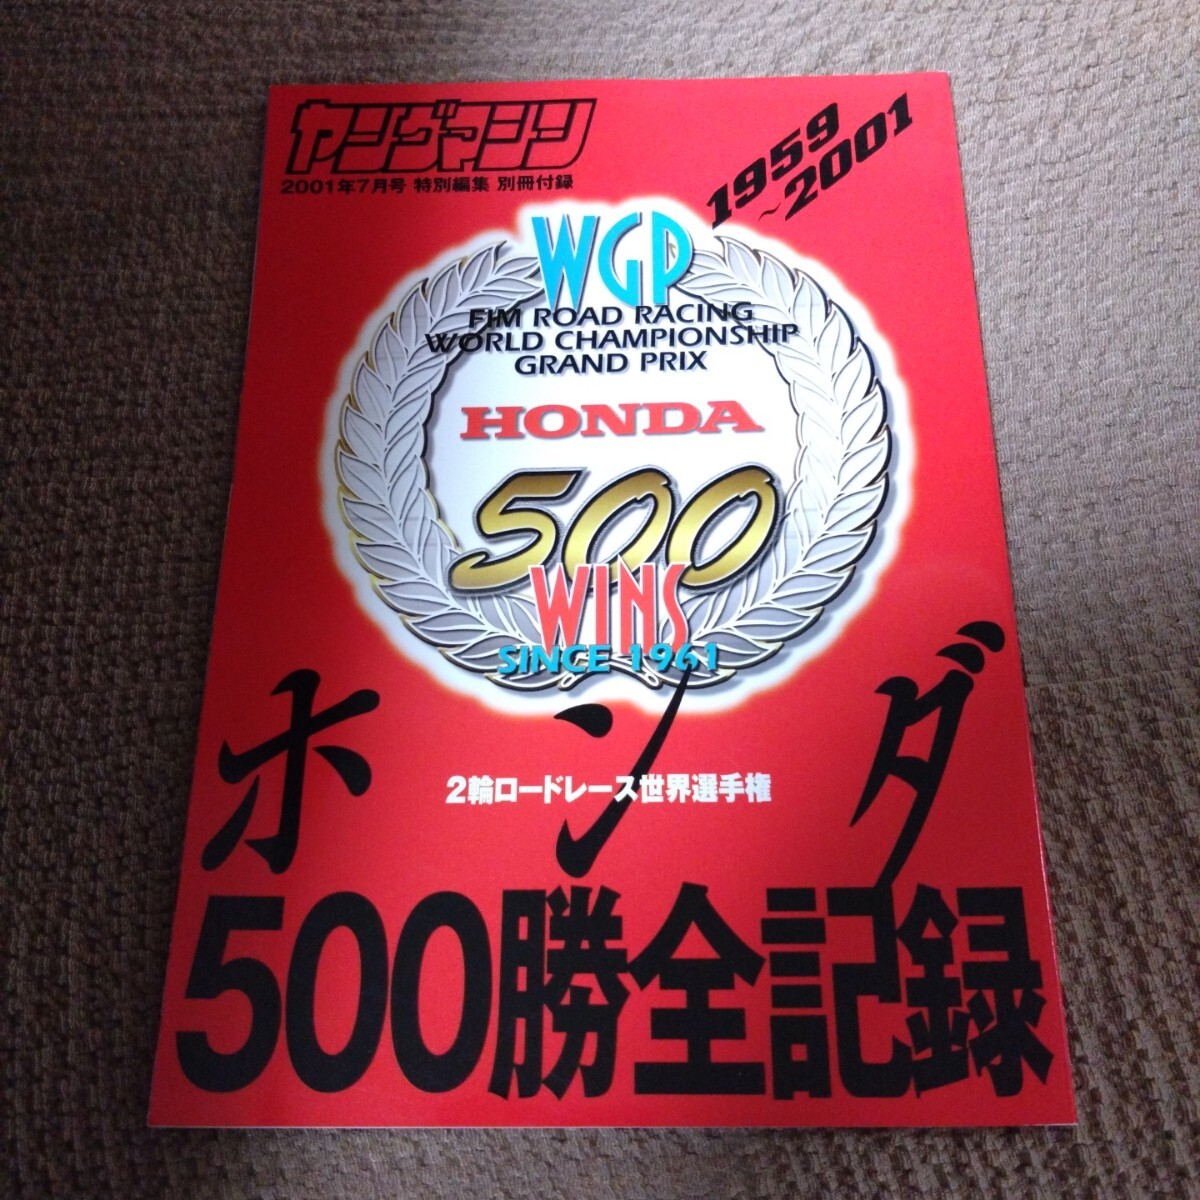 ヤングマシン
2001年7月号 特別編集 別冊付録
1959
~2001
WGP
FIM ROAD RACING
WORLD CHAMPIONSHIP
GRAND PRIX
HONDA
500
WINS
SINCE 1961
ホンダ
2輪ロードレース世界選手権
500勝全記録